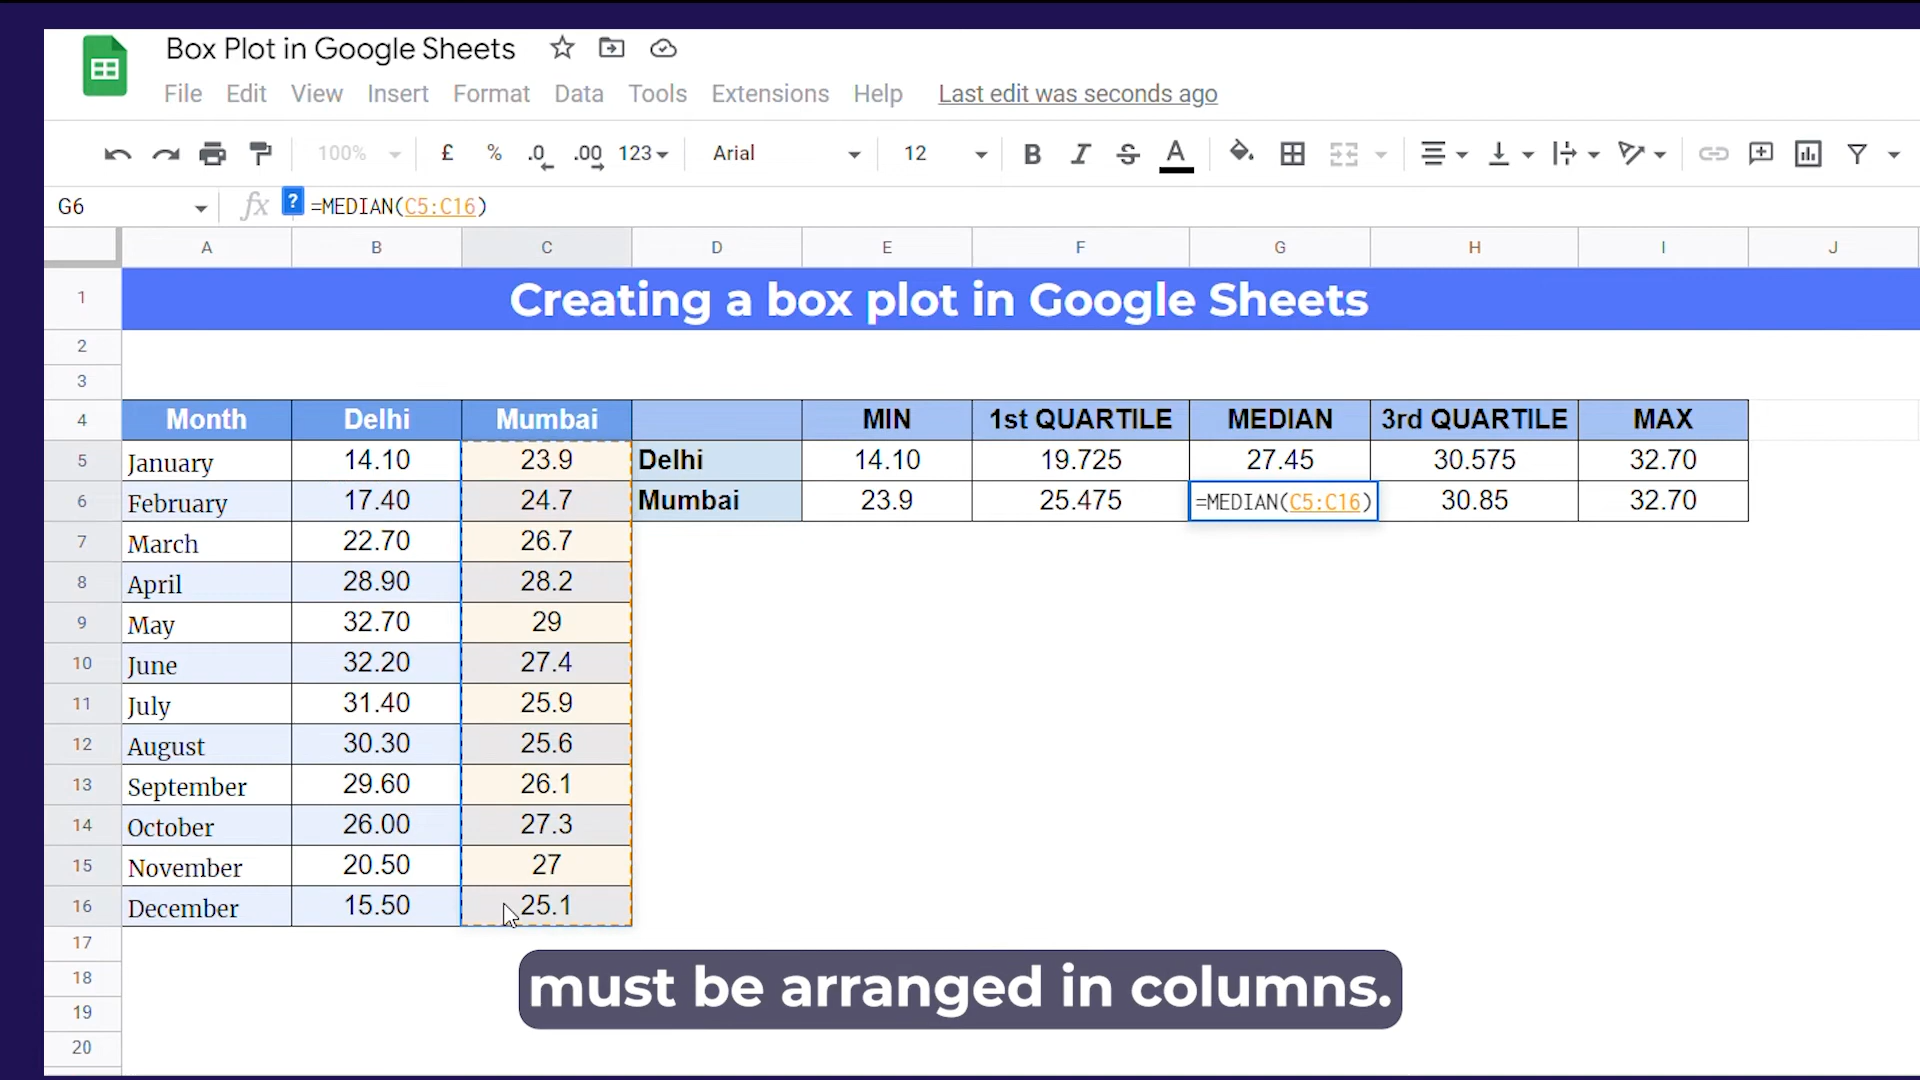 Box Plot in Google Sheets
File Edit View Insert Format Data Tools Extensions Help Last edit was seconds ago
100% £ % .0 .00 123 Arial 12 B I S A
G6 fx ? =MEDIAN(C5:C16)
A B C D E F G H I J
1 Creating a box plot in Google Sheets
2
3
4 Month Delhi Mumbai MIN 1st QUARTILE MEDIAN 3rd QUARTILE MAX
5 January 14.10 23.9 Delhi 14.10 19.725 27.45 30.575 32.70
6 February 17.40 24.7 Mumbai 23.9 25.475 =MEDIAN(C5:C16) 30.85 32.70
7 March 22.70 26.7
8 April 28.90 28.2
9 May 32.70 29
10 June 32.20 27.4
11 July 31.40 25.9
12 August 30.30 25.6
13 September 29.60 26.1
14 October 26.00 27.3
15 November 20.50 27
16 December 15.50 25.1
17
18
19
20
must be arranged in columns.